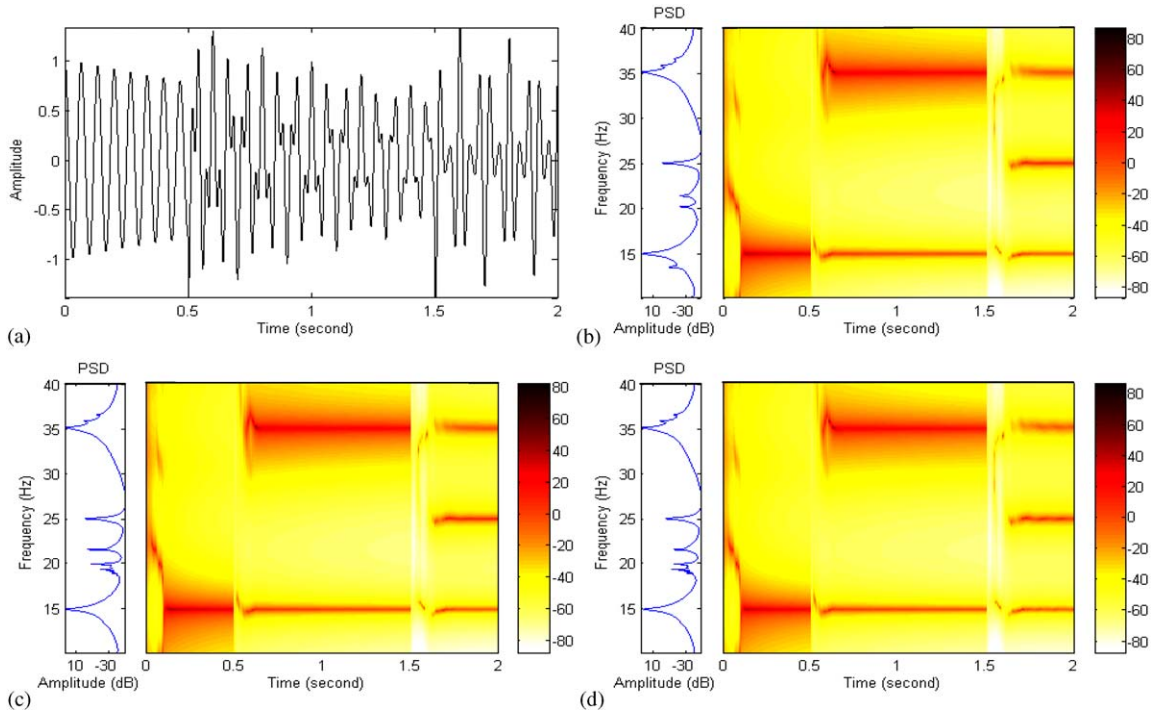 1
0.5
0
-0.5
-1
Amplitude
0 0.5 1 1.5 2
Time (second)
(a)
PSD
40
35
30
25
20
15
Frequency (Hz)
10 -30
Amplitude (dB)
0 0.5 1 1.5 2
Time (second)
80
60
40
20
0
-20
-40
-60
-80
(b)
PSD
40
35
30
25
20
15
Frequency (Hz)
10 -30
Amplitude (dB)
0 0.5 1 1.5 2
Time (second)
80
60
40
20
0
-20
-40
-60
-80
(c)
PSD
40
35
30
25
20
15
Frequency (Hz)
10 -30
Amplitude (dB)
0 0.5 1 1.5 2
Time (second)
80
60
40
20
0
-20
-40
-60
-80
(d)